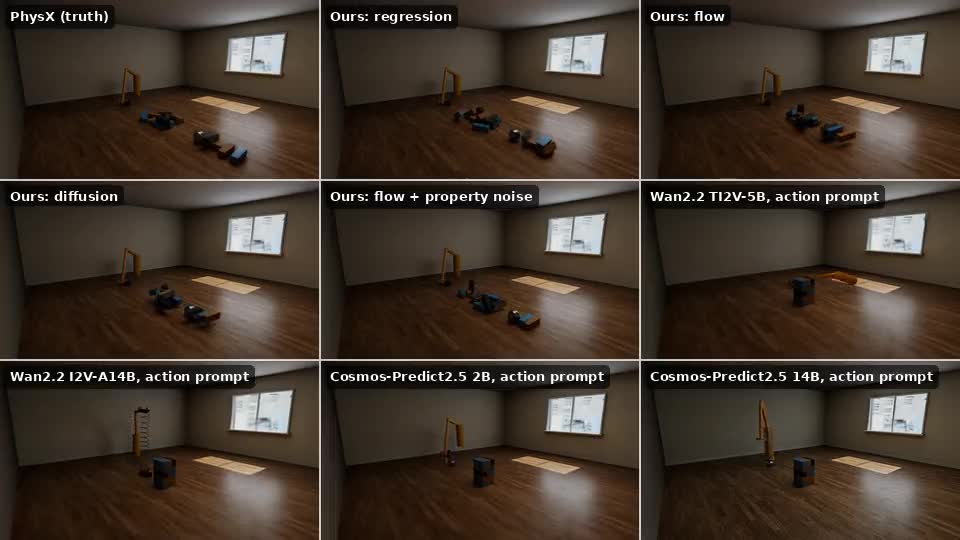 PhysX (truth)
Ours: regression
Ours: flow
Ours: diffusion
Ours: flow + property noise
Wan2.2 TI2V-5B, action prompt
Wan2.2 I2V-A14B, action prompt
Cosmos-Predict2.5 2B, action prompt
Cosmos-Predict2.5 14B, action prompt